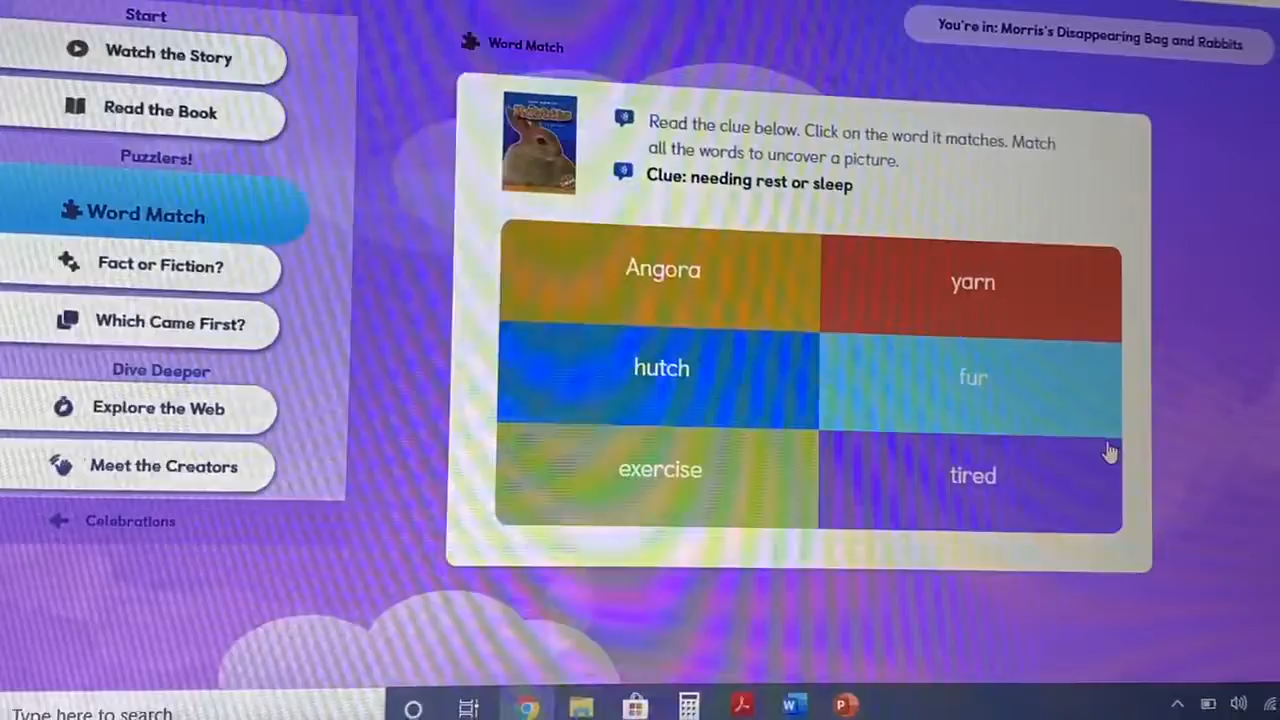 Start
Watch the Story
Read the Book
Puzzlers!
Word Match
Fact or Fiction?
Which Came First?
Dive Deeper
Explore the Web
Meet the Creators
Celebrations
You're in: Morris's Disappearing Bag and Rabbits
Word Match
Read the clue below. Click on the word it matches. Match
all the words to uncover a picture.
Clue: needing rest or sleep
Angora
yarn
hutch
fur
exercise
tired
Type here to search